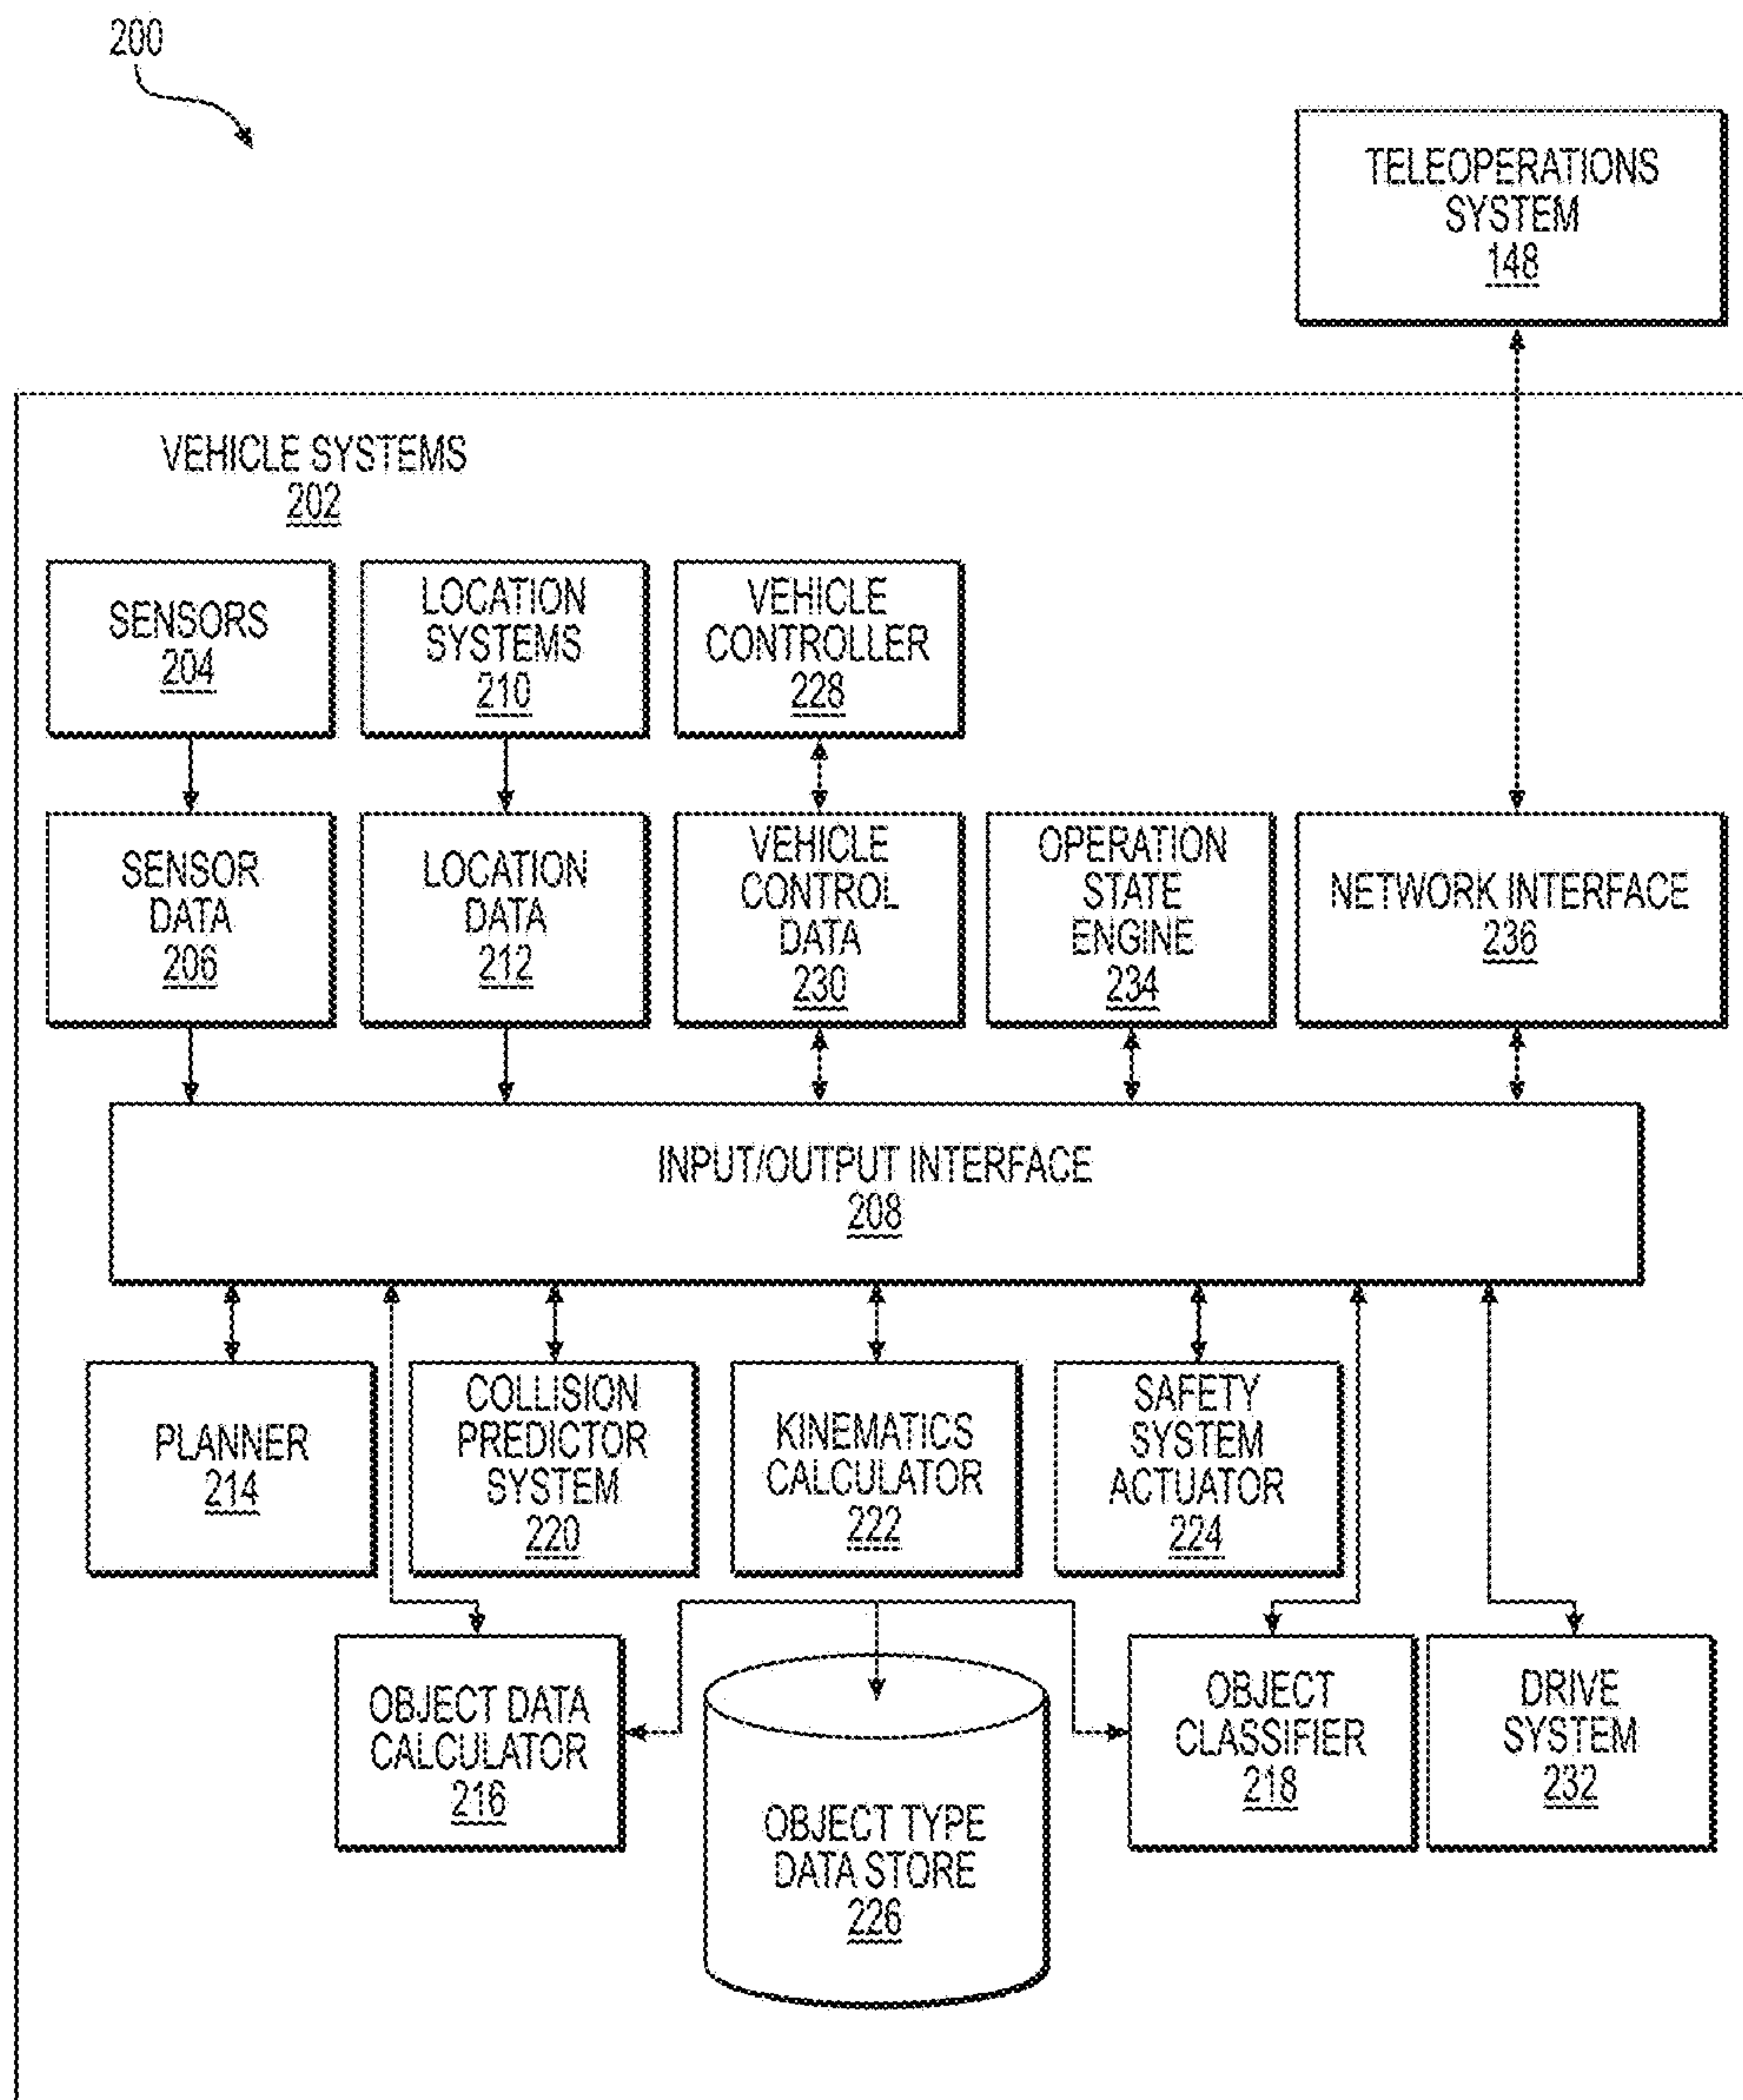 200
TELEOPERATIONS
SYSTEM
148
VEHICLE SYSTEMS
202
SENSORS
204
LOCATION
SYSTEMS
210
VEHICLE
CONTROLLER
228
SENSOR
DATA
206
LOCATION
DATA
212
VEHICLE
CONTROL
DATA
230
OPERATION
STATE
ENGINE
234
NETWORK INTERFACE
236
INPUT/OUTPUT INTERFACE
208
PLANNER
214
COLLISION
PREDICTOR
SYSTEM
220
KINEMATICS
CALCULATOR
222
SAFETY
SYSTEM
ACTUATOR
224
OBJECT DATA
CALCULATOR
216
OBJECT TYPE
DATA STORE
226
OBJECT
CLASSIFIER
218
DRIVE
SYSTEM
232